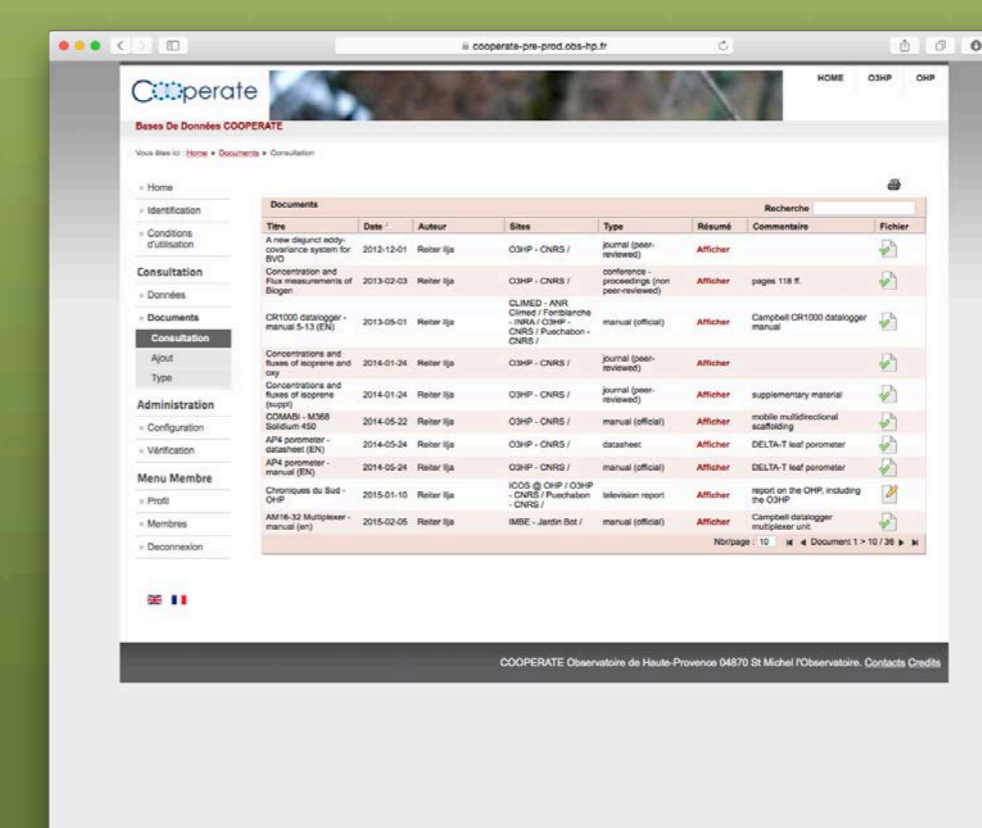 cooperate-pre-prod.obs-hp.fr
Cooperate
HOME O3HP OHP
Bases De Données COOPERATE
Vous êtes ici : Home » Documents » Consultation
Home
Identification
Conditions
d'utilisation
Consultation
Données
Documents
Consultation
Ajout
Type
Administration
Configuration
Vérification
Menu Membre
Profil
Membres
Deconnexion
Documents Recherche
Titre Date Auteur Sites Type Résumé Commentaire Fichier
A new disjunct eddy-
covariance system for
BVO
2012-12-01 Reiter Ilja O3HP - CNRS /
journal (peer-
reviewed)
Afficher
Concentration and
Flux measurements of
Biogen
2013-02-03 Reiter Ilja O3HP - CNRS /
conference -
proceedings (non
peer-reviewed)
Afficher pages 118 ff.
CR1000 datalogger -
manual 5-13 (EN)
2013-05-01 Reiter Ilja
CLIMED - ANR
Climed / Fontblanche
- INRA / O3HP -
CNRS / Puechabon -
CNRS /
manual (official) Afficher
Campbell CR1000 datalogger
manual
Concentrations and
fluxes of isoprene and
oxy
2014-01-24 Reiter Ilja O3HP - CNRS /
journal (peer-
reviewed)
Afficher
Concentrations and
fluxes of isoprene
(suppl)
2014-01-24 Reiter Ilja O3HP - CNRS /
journal (peer-
reviewed)
Afficher supplementary material
COMABI - M368
Solidium 450
2014-05-22 Reiter Ilja O3HP - CNRS / manual (official) Afficher
mobile multidirectional
scaffolding
AP4 porometer -
datasheet (EN)
2014-05-24 Reiter Ilja O3HP - CNRS / datasheet Afficher DELTA-T leaf porometer
AP4 porometer -
manual (EN)
2014-05-24 Reiter Ilja O3HP - CNRS / manual (official) Afficher DELTA-T leaf porometer
Chroniques du Sud -
OHP
2015-01-10 Reiter Ilja
ICOS @ OHP / O3HP
- CNRS / Puechabon
- CNRS /
television report Afficher
report on the OHP, including
the O3HP
AM16-32 Multiplexer -
manual (en)
2015-02-05 Reiter Ilja IMBE - Jardin Bot / manual (official) Afficher
Campbell datalogger
multiplexer unit
Nbr/page : 10 Document 1 > 10 / 36
COOPERATE Observatoire de Haute-Provence 04870 St Michel l'Observatoire. Contacts Credits